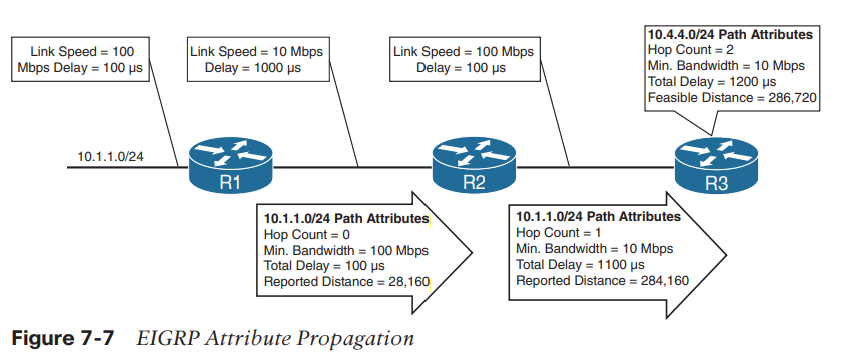 Link Speed = 100
Mbps Delay = 100 µs
Link Speed = 10 Mbps
Delay = 1000 µs
Link Speed = 100 Mbps
Delay = 100 µs
10.4.4.0/24 Path Attributes
Hop Count = 2
Min. Bandwidth = 10 Mbps
Total Delay = 1200 µs
Feasible Distance = 286,720
10.1.1.0/24
R1
R2
R3
10.1.1.0/24 Path Attributes
Hop Count = 0
Min. Bandwidth = 100 Mbps
Total Delay = 100 µs
Reported Distance = 28,160
10.1.1.0/24 Path Attributes
Hop Count = 1
Min. Bandwidth = 10 Mbps
Total Delay = 1100 µs
Reported Distance = 284,160
Figure 7-7 EIGRP Attribute Propagation